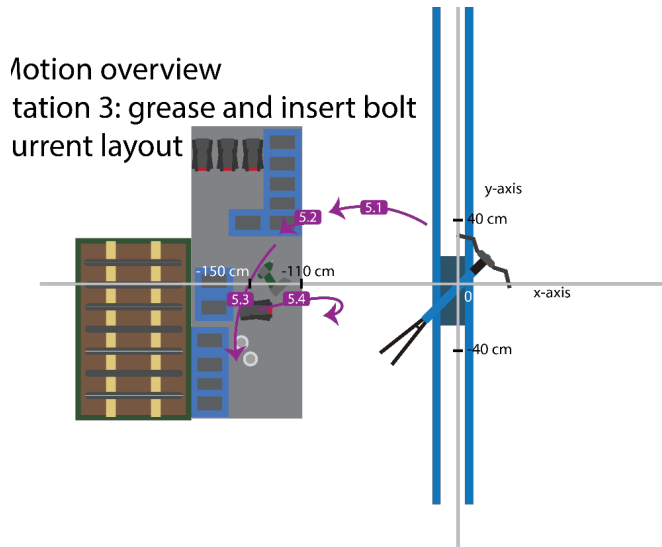 Motion overview
tation 3: grease and insert bolt
urrent layout
y-axis
5.1
5.2
40 cm
-150 cm
-110 cm
x-axis
0
5.3
5.4
-40 cm